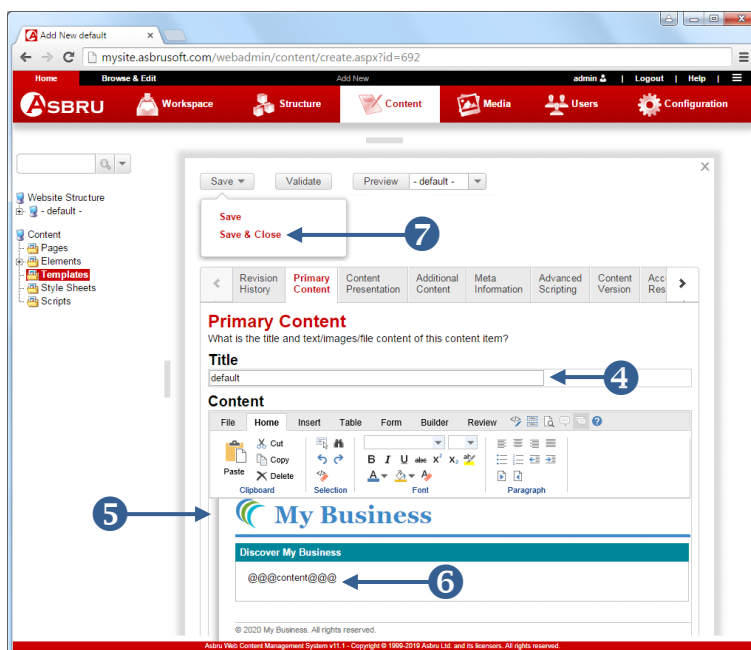 Add New default
mysite.asbrusoft.com/webadmin/content/create.aspx?id=692
Home Browse & Edit Add New admin | Logout | Help |
ASBRU Workspace Structure Content Media Users Configuration
Save Validate Preview - default -
Website Structure
- default -
Content
Pages
Elements
Templates
Style Sheets
Scripts
Save
Save & Close
7
Revision History
Primary Content
Content Presentation
Additional Content
Meta Information
Advanced Scripting
Content Version
Acc
Res
Primary Content
What is the title and text/images/file content of this content item?
Title
default
4
Content
File Home Insert Table Form Builder Review
Paste
Cut
Copy
Delete
B I U abc X² X₂ ab
A A
Clipboard Selection Font Paragraph
5
My Business
Discover My Business
@@@content@@@
6
© 2020 My Business. All rights reserved.
Asbru Web Content Management System v11.1 - Copyright © 1999-2019 Asbru Ltd. and its licensors. All rights reserved.